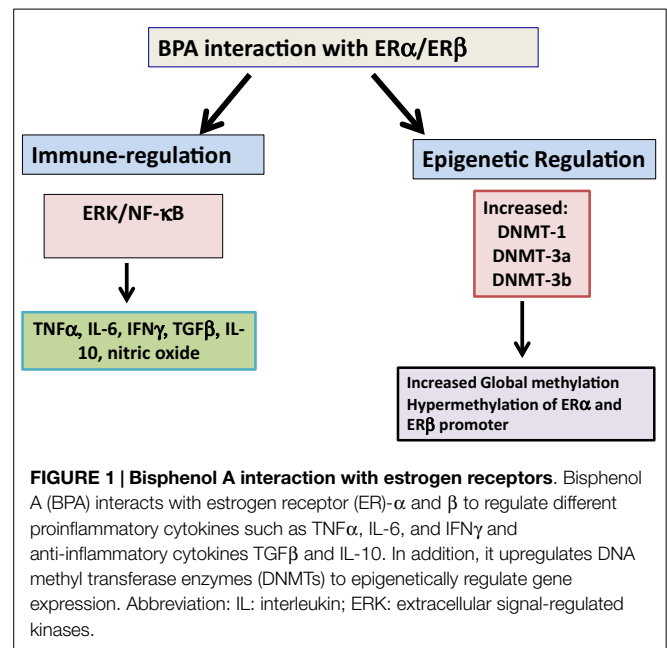 BPA interaction with ERα/ERβ
Immune-regulation
Epigenetic Regulation
ERK/NF-κB
Increased:
DNMT-1
DNMT-3a
DNMT-3b
TNFα, IL-6, IFNγ, TGFβ, IL-
10, nitric oxide
Increased Global methylation
Hypermethylation of ERα and
ERβ promoter
FIGURE 1 | Bisphenol A interaction with estrogen receptors. Bisphenol
A (BPA) interacts with estrogen receptor (ER)-α and β to regulate different
proinflammatory cytokines such as TNFα, IL-6, and IFNγ and
anti-inflammatory cytokines TGFβ and IL-10. In addition, it upregulates DNA
methyl transferase enzymes (DNMTs) to epigenetically regulate gene
expression. Abbreviation: IL: interleukin; ERK: extracellular signal-regulated
kinases.